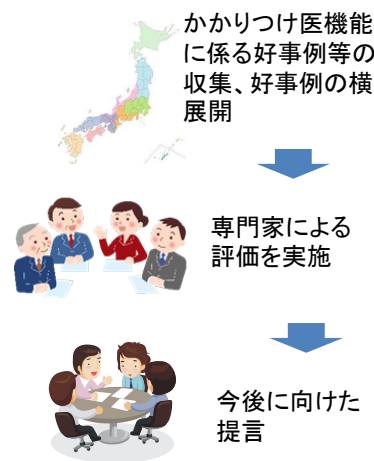 かかりつけ医機能
に係る好事例等の
収集、好事例の横
展開
専門家による
評価を実施
今後に向けた
提言